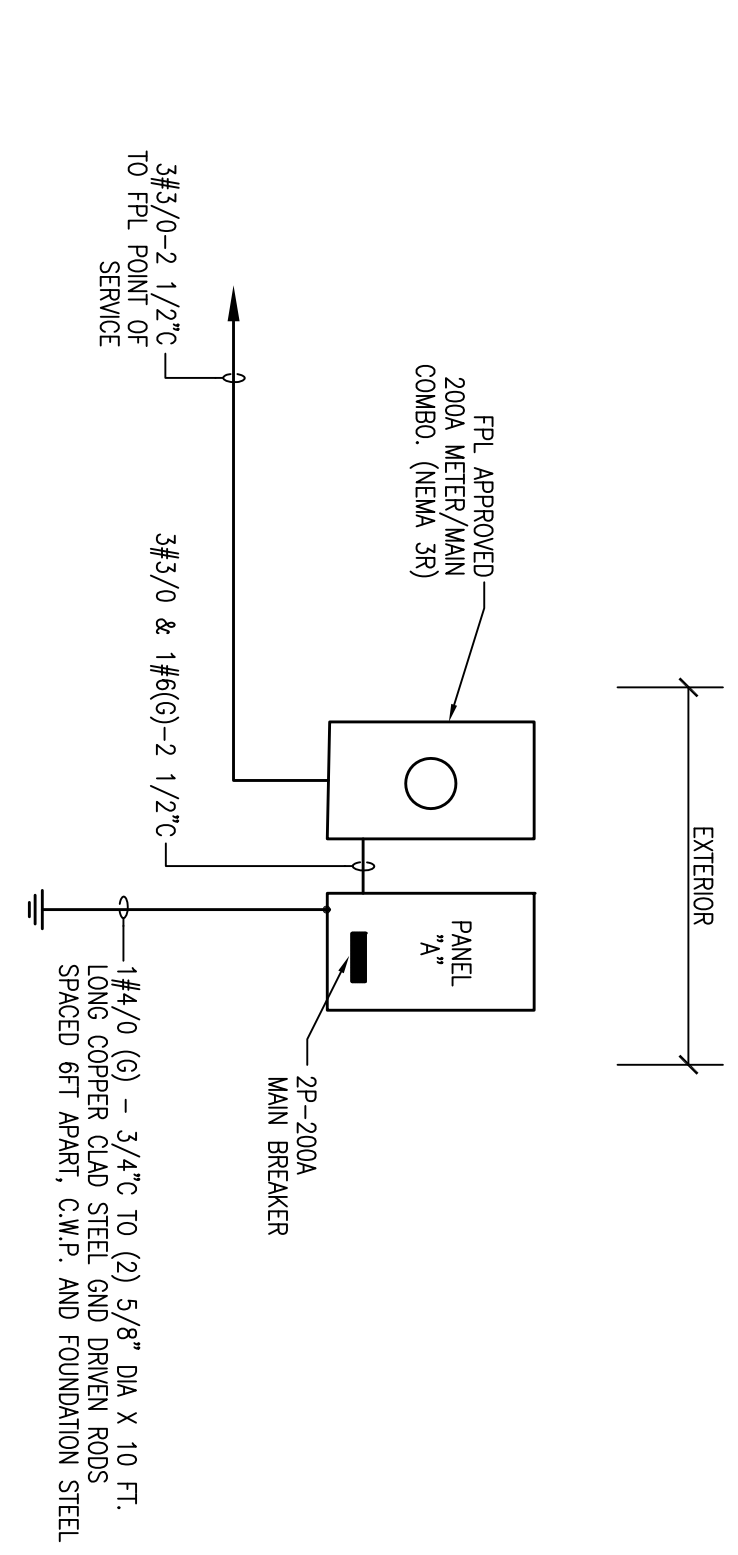 EXTERIOR
FPL APPROVED
200A METER/MAIN
COMBO. (NEMA 3R)
PANEL
"A"
2P-200A
MAIN BREAKER
3#3/0-2 1/2"C
TO FPL POINT OF
SERVICE
3#3/0 & 1#6(G)-2 1/2"C
1#4/0 (G) - 3/4"C TO (2) 5/8" DIA X 10 FT.
LONG COPPER CLAD STEEL GND DRIVEN RODS
SPACED 6FT APART, C.W.P. AND FOUNDATION STEEL